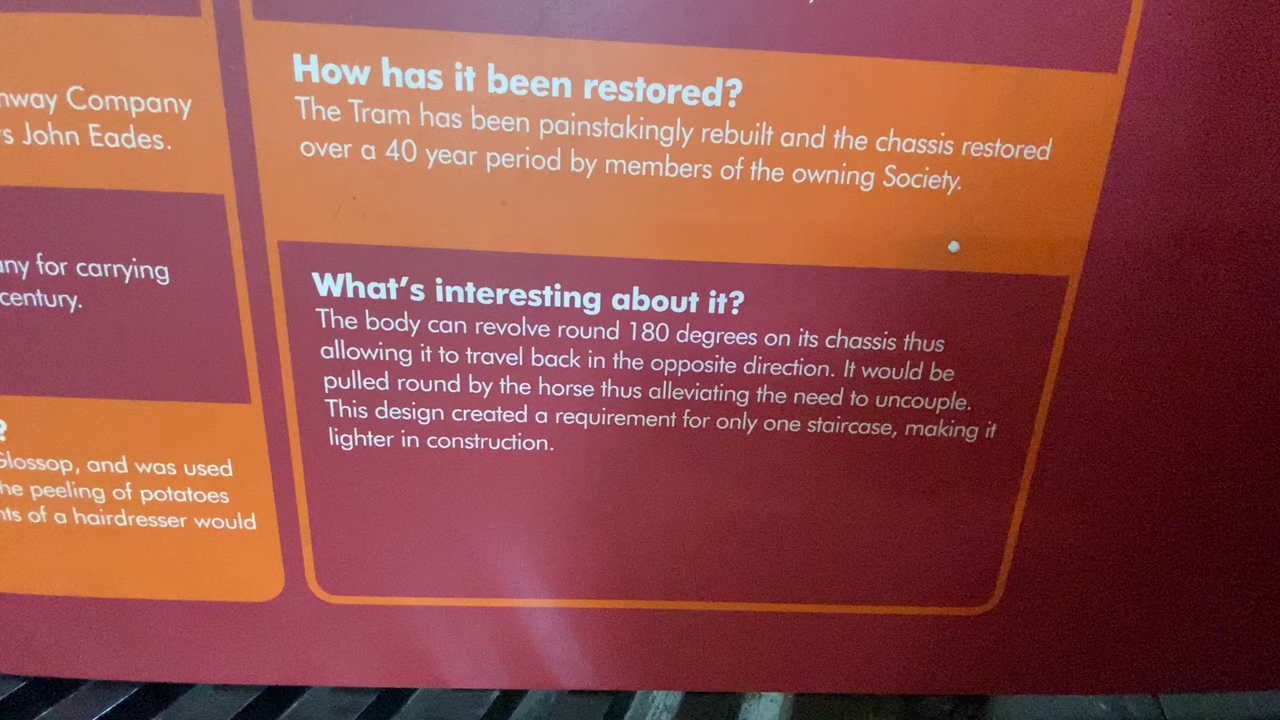 nway Company
s John Eades.
any for carrying
century.
?
Glossop, and was used
he peeling of potatoes
nts of a hairdresser would
How has it been restored?
The Tram has been painstakingly rebuilt and the chassis restored
over a 40 year period by members of the owning Society.
What's interesting about it?
The body can revolve round 180 degrees on its chassis thus
allowing it to travel back in the opposite direction. It would be
pulled round by the horse thus alleviating the need to uncouple.
This design created a requirement for only one staircase, making it
lighter in construction.